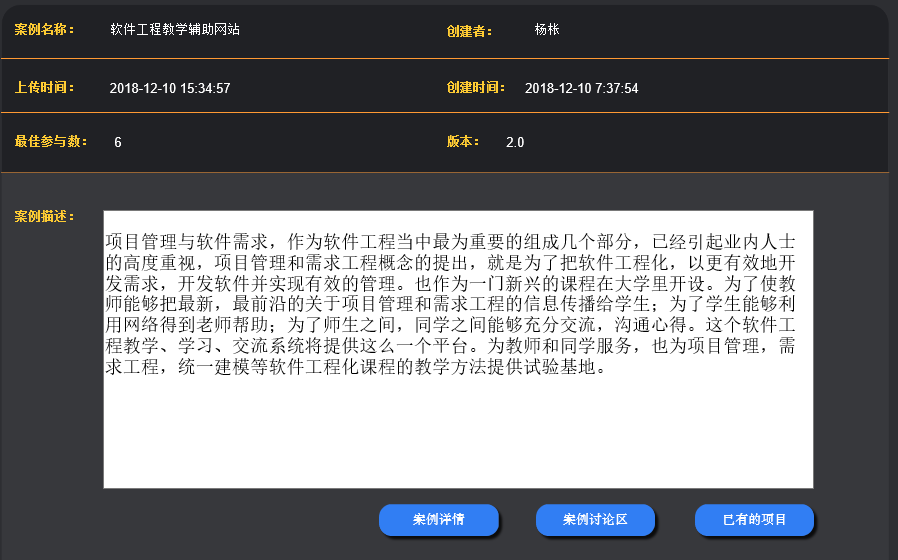 案例名称： 软件工程教学辅助网站 创建者： 杨枨
上传时间： 2018-12-10 15:34:57 创建时间： 2018-12-10 7:37:54
最佳参与数： 6 版本： 2.0
案例描述：
项目管理与软件需求，作为软件工程当中最为重要的组成几个部分，已经引起业内人士
的高度重视，项目管理和需求工程概念的提出，就是为了把软件工程化，以更有效地开
发需求，开发软件并实现有效的管理。也作为一门新兴的课程在大学里开设。为了使教
师能够把最新，最前沿的关于项目管理和需求工程的信息传播给学生；为了学生能够利
用网络得到老师帮助；为了师生之间，同学之间能够充分交流，沟通心得。这个软件工
程教学、学习、交流系统将提供这么一个平台。为教师和同学服务，也为项目管理，需
求工程，统一建模等软件工程化课程的教学方法提供试验基地。
案例详情 案例讨论区 已有的项目